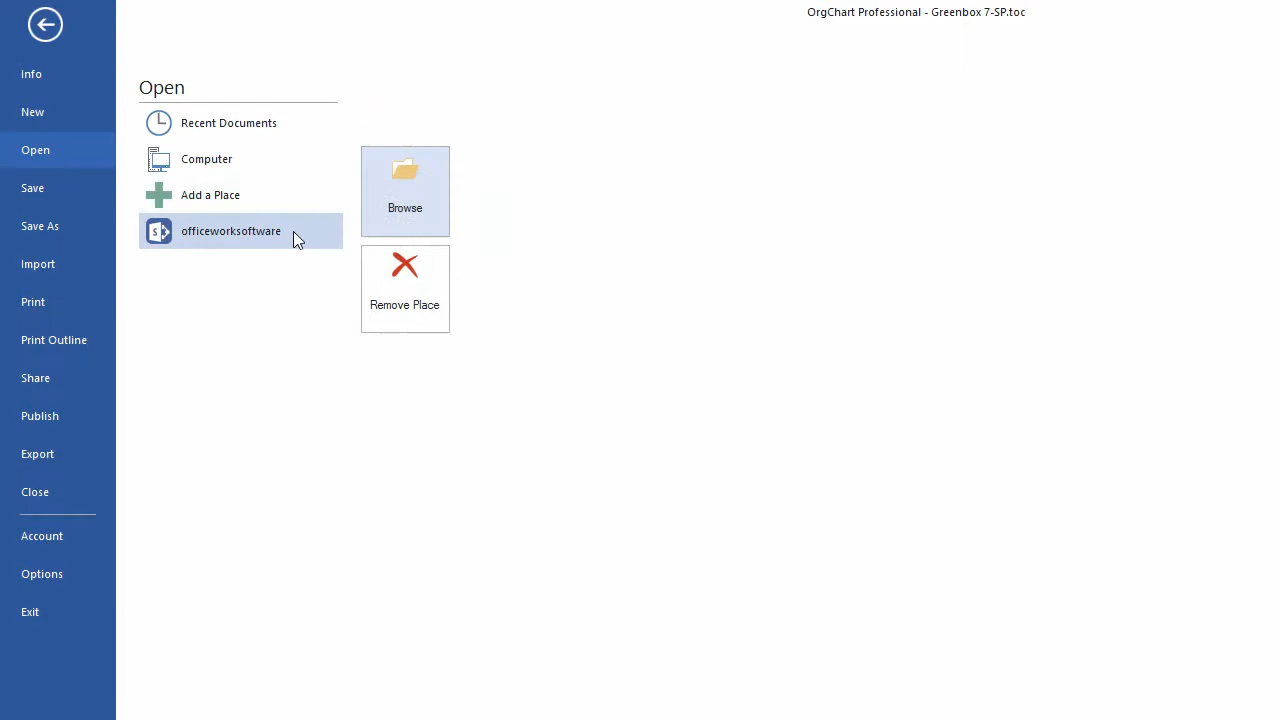 OrgChart Professional - Greenbox 7-SP.toc
Info
New
Open
Save
Save As
Import
Print
Print Outline
Share
Publish
Export
Close
Account
Options
Exit
Open
Recent Documents
Computer
Add a Place
officeworksoftware
Browse
Remove Place